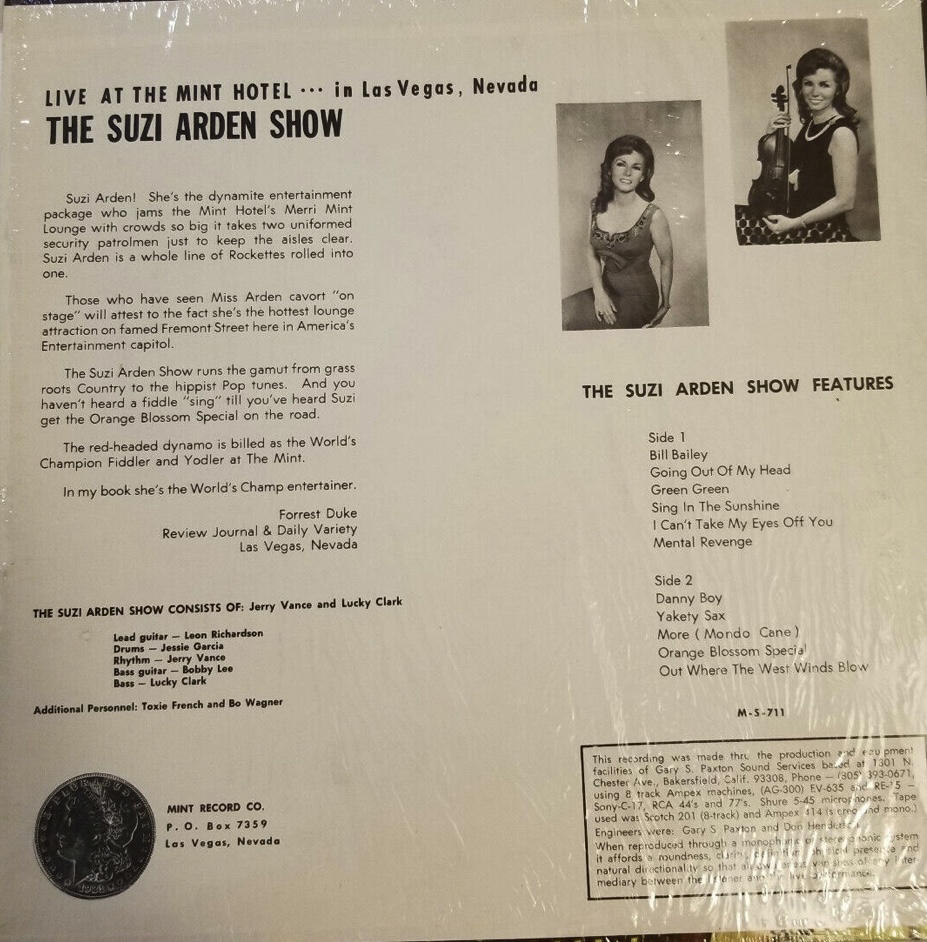 LIVE AT THE MINT HOTEL ··· in Las Vegas, Nevada
THE SUZI ARDEN SHOW
Suzi Arden! She's the dynamite entertainment
package who jams the Mint Hotel's Merri Mint
Lounge with crowds so big it takes two uniformed
security patrolmen just to keep the aisles clear.
Suzi Arden is a whole line of Rockettes rolled into
one.
Those who have seen Miss Arden cavort "on
stage" will attest to the fact she's the hottest lounge
attraction on famed Fremont Street here in America's
Entertainment capitol.
The Suzi Arden Show runs the gamut from grass
roots Country to the hippist Pop tunes. And you
haven't heard a fiddle "sing" till you've heard Suzi
get the Orange Blossom Special on the road.
The red-headed dynamo is billed as the World's
Champion Fiddler and Yodler at The Mint.
In my book she's the World's Champ entertainer.
Forrest Duke
Review Journal & Daily Variety
Las Vegas, Nevada
THE SUZI ARDEN SHOW CONSISTS OF: Jerry Vance and Lucky Clark
Lead guitar — Leon Richardson
Drums — Jessie Garcia
Rhythm — Jerry Vance
Bass guitar — Bobby Lee
Bass — Lucky Clark
Additional Personnel: Toxie French and Bo Wagner
MINT RECORD CO.
P. O. Box 7359
Las Vegas, Nevada
THE SUZI ARDEN SHOW FEATURES
Side 1
Bill Bailey
Going Out Of My Head
Green Green
Sing In The Sunshine
I Can't Take My Eyes Off You
Mental Revenge
Side 2
Danny Boy
Yakety Sax
More ( Mondo Cane )
Orange Blossom Special
Out Where The West Winds Blow
M-S-711
This recording was made thru the production and equipment
facilities of Gary S. Paxton Sound Services based at 1301 N.
Chester Ave., Bakersfield, Calif. 93308, Phone — (305) 393-0671,
using 8 track Ampex machines, (AG-300) EV-635 and RE-15 —
Sony-C-17, RCA 44's and 77's. Shure 5-45 microphones. Tape
used was Scotch 201 (8-track) and Ampex 414 (stereo and mono.)
Engineers were: Gary S Paxton and Don
When reproduced through a monophonic or stereophonic system
it affords a roundness, physical presence and
natural directionality so that any inter-
mediary between the listener and the live performance.